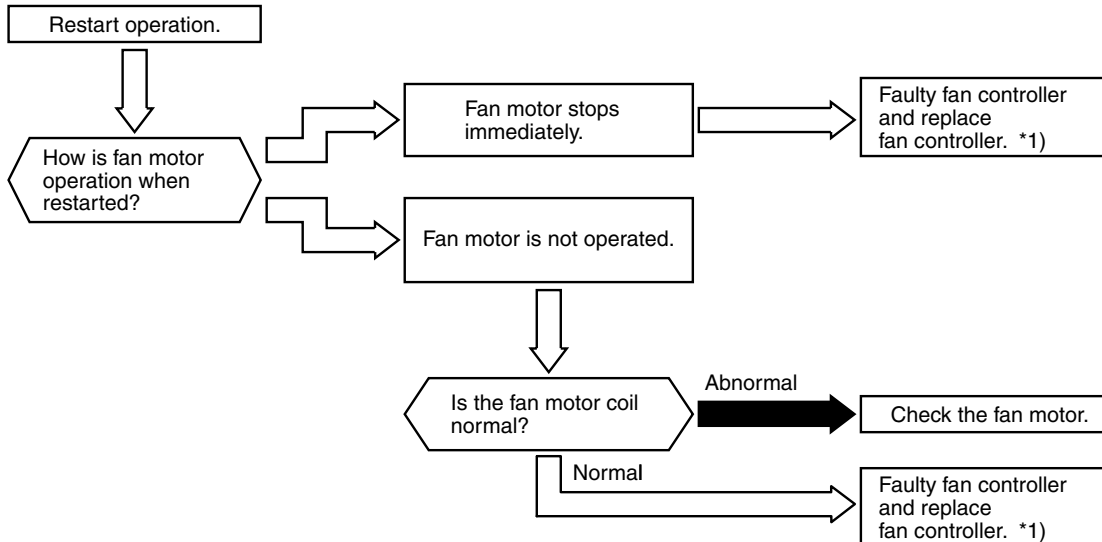 Restart operation.
How is fan motor
operation when
restarted?
Fan motor stops
immediately.
Faulty fan controller
and replace
fan controller. *1)
Fan motor is not operated.
Is the fan motor coil
normal?
Abnormal
Check the fan motor.
Normal
Faulty fan controller
and replace
fan controller. *1)